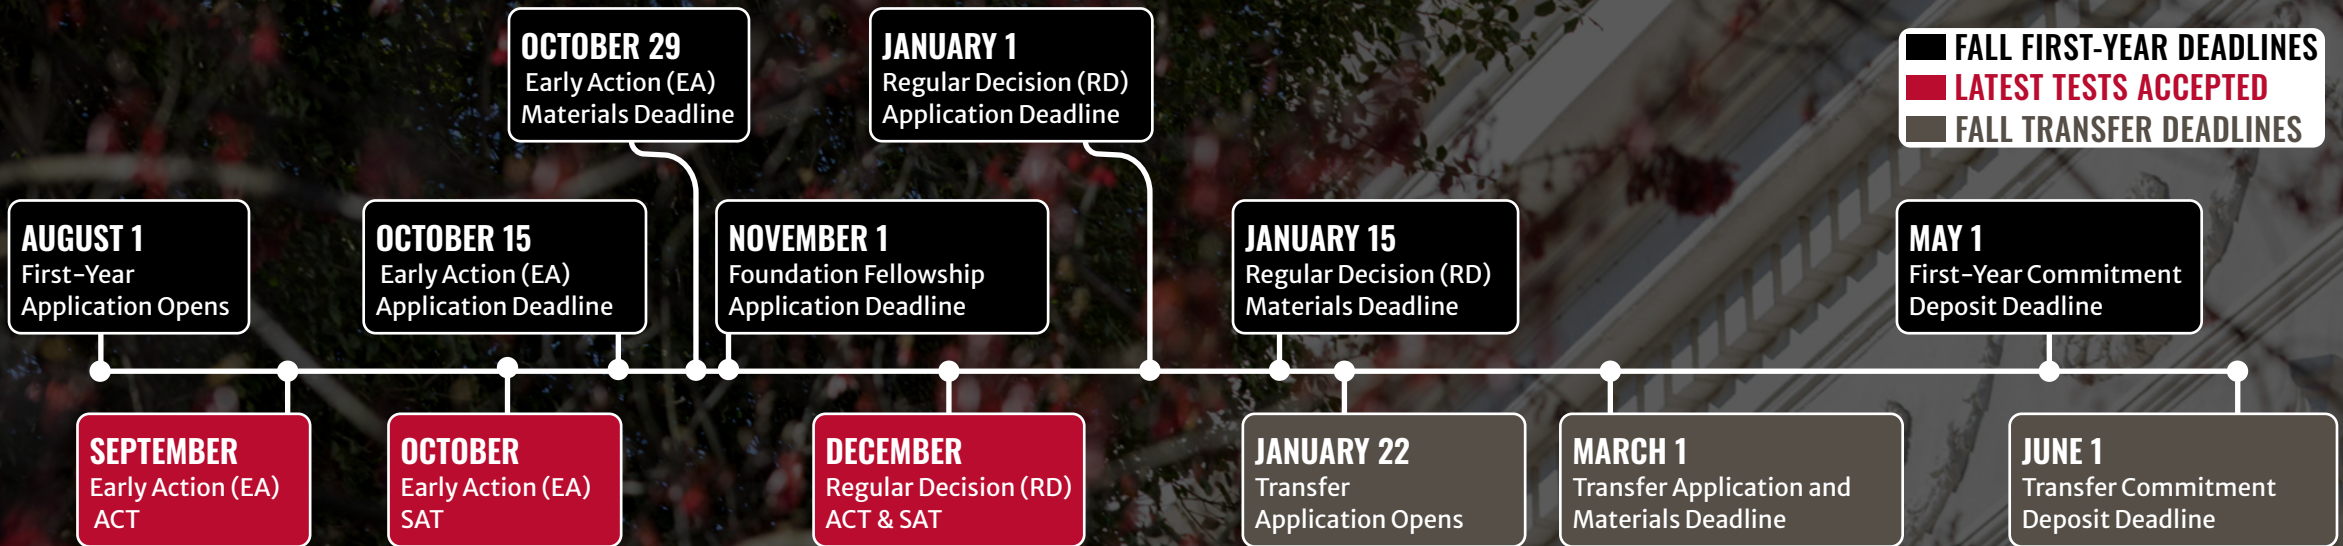 OCTOBER 29
Early Action (EA)
Materials Deadline
JANUARY 1
Regular Decision (RD)
Application Deadline
FALL FIRST-YEAR DEADLINES
LATEST TESTS ACCEPTED
FALL TRANSFER DEADLINES
AUGUST 1
First-Year
Application Opens
OCTOBER 15
Early Action (EA)
Application Deadline
NOVEMBER 1
Foundation Fellowship
Application Deadline
JANUARY 15
Regular Decision (RD)
Materials Deadline
MAY 1
First-Year Commitment
Deposit Deadline
SEPTEMBER
Early Action (EA)
ACT
OCTOBER
Early Action (EA)
SAT
DECEMBER
Regular Decision (RD)
ACT & SAT
JANUARY 22
Transfer
Application Opens
MARCH 1
Transfer Application and
Materials Deadline
JUNE 1
Transfer Commitment
Deposit Deadline